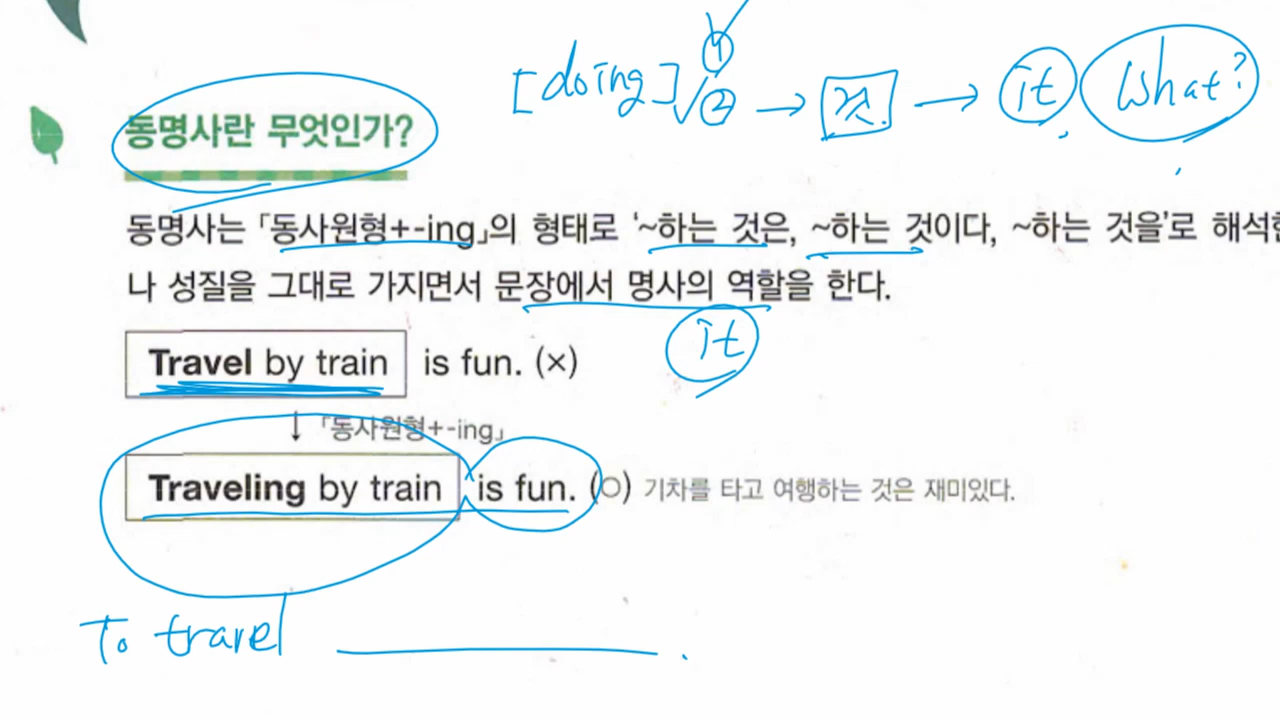 [doing] ① ② → 것. → it What?
동명사란 무엇인가?
동명사는 「동사원형+-ing」의 형태로 '~하는 것은, ~하는 것이다, ~하는 것을'로 해석
나 성질을 그대로 가지면서 문장에서 명사의 역할을 한다.
it
Travel by train is fun. (×)
↓ 「동사원형+-ing」
Traveling by train is fun. (○) 기차를 타고 여행하는 것은 재미있다.
To travel ________.